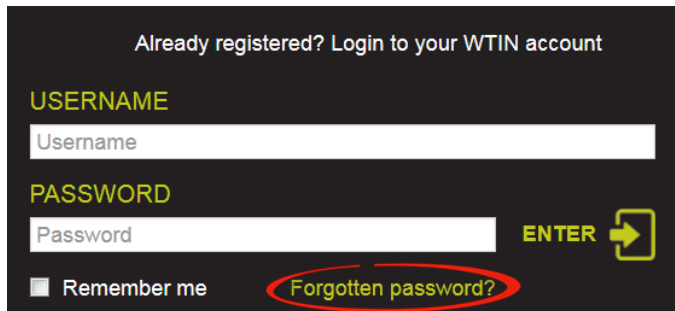 Already registered? Login to your WTIN account
USERNAME
Username
PASSWORD
Password
ENTER
Remember me
Forgotten password?